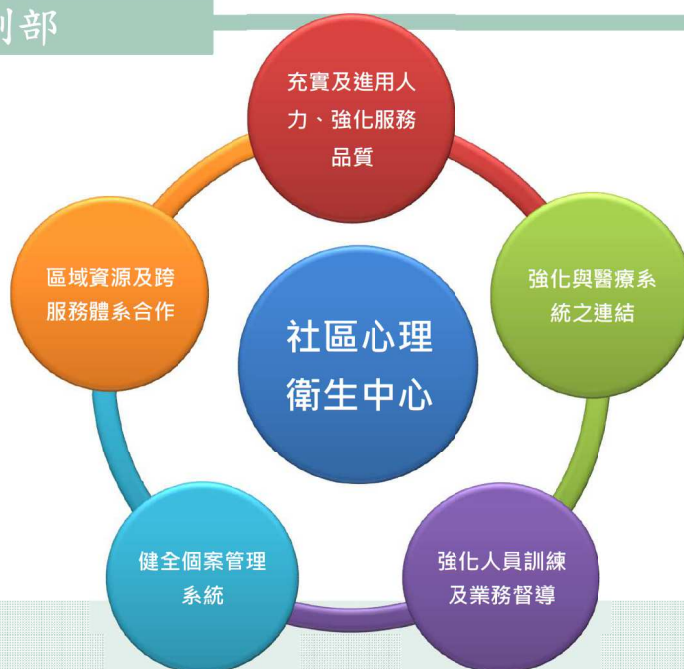 部
充實及進用人
力、強化服務
品質
強化與醫療系
統之連結
強化人員訓練
及業務督導
健全個案管理
系統
區域資源及跨
服務體系合作
社區心理
衛生中心